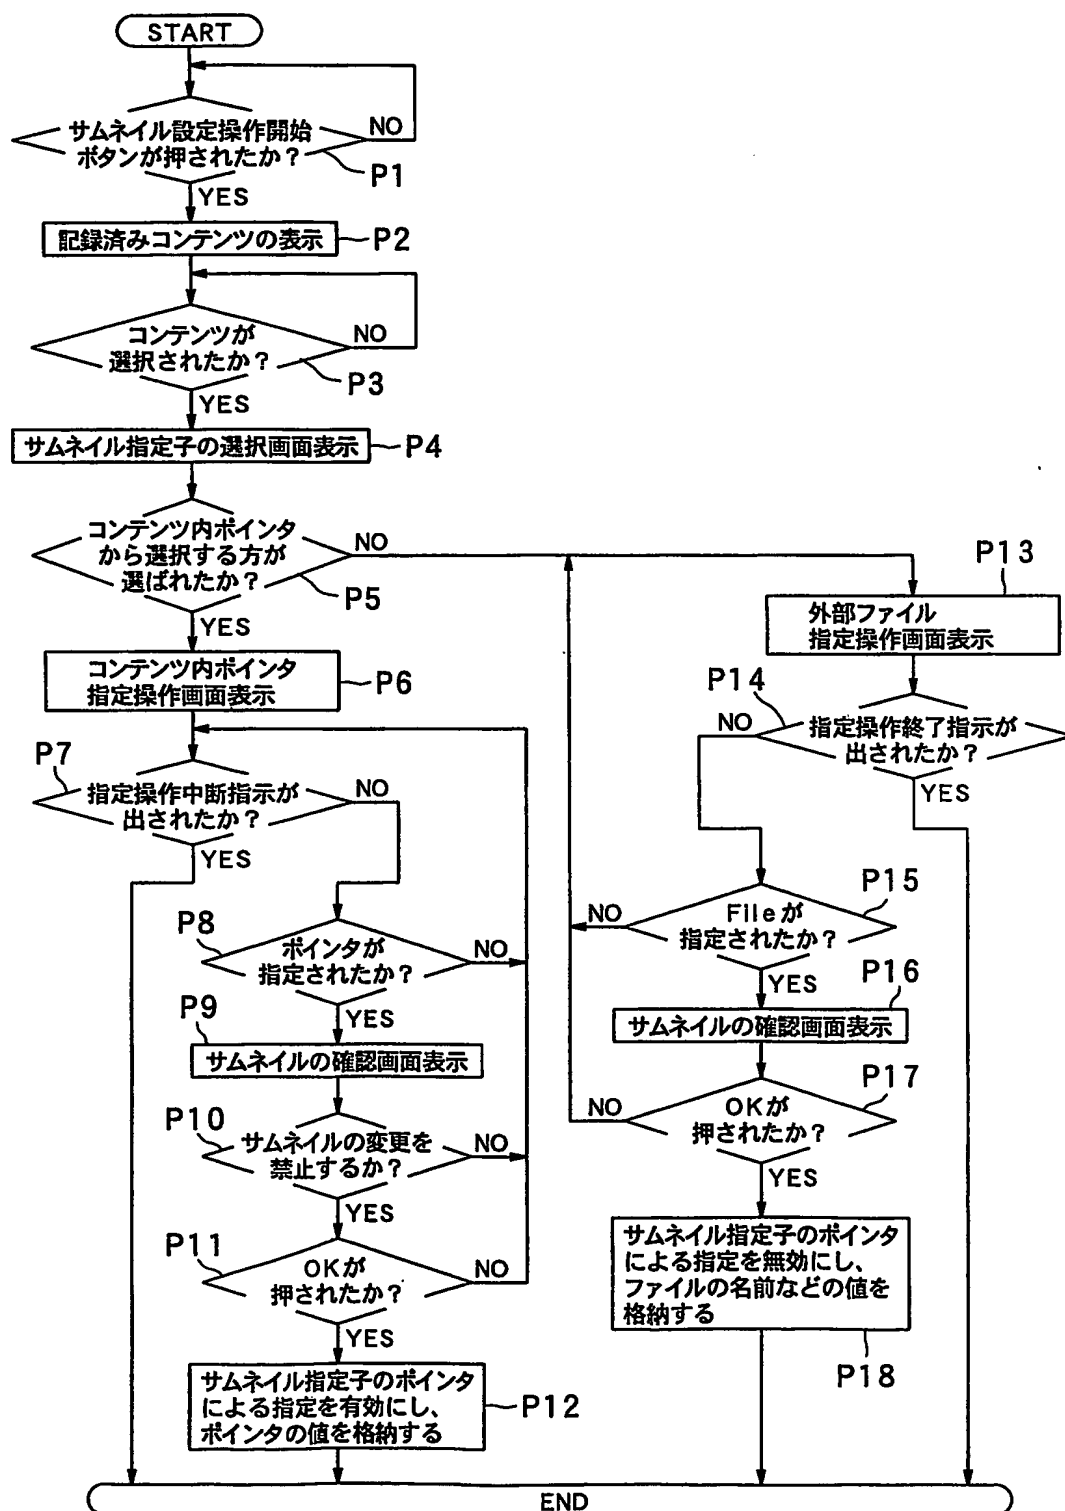 START
サムネイル設定操作開始
ボタンが押されたか?
NO
P1
YES
記録済みコンテンツの表示
P2
コンテンツが
選択されたか?
NO
P3
YES
サムネイル指定子の選択画面表示
P4
コンテンツ内ポインタ
から選択する方が
選ばれたか?
NO
P5
YES
コンテンツ内ポインタ
指定操作画面表示
P6
P7
指定操作中断指示が
出されたか?
NO
YES
P8
ポインタが
指定されたか?
NO
YES
P9
サムネイルの確認画面表示
P10
サムネイルの変更を
禁止するか?
NO
YES
P11
OKが
押されたか?
NO
YES
サムネイル指定子のポインタ
による指定を有効にし、
ポインタの値を格納する
P12
P13
外部ファイル
指定操作画面表示
P14
NO
指定操作終了指示が
出されたか?
YES
P15
NO
Fileが
指定されたか?
YES
P16
サムネイルの確認画面表示
P17
NO
OKが
押されたか?
YES
サムネイル指定子のポインタ
による指定を無効にし、
ファイルの名前などの値を
格納する
P18
END